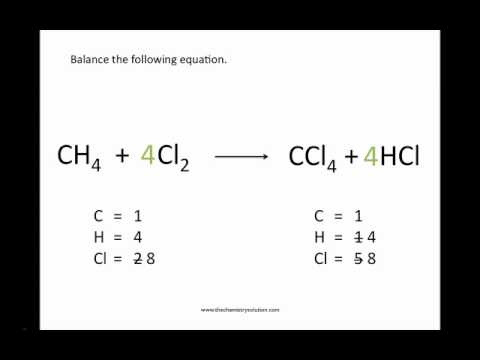 Balance the following equation.
CH₄ + 4Cl₂ → CCl₄ + 4HCl
C = 1 C = 1
H = 4 H = 1 4
Cl = 2 8 Cl = 5 8
www.thechemistrysolution.com